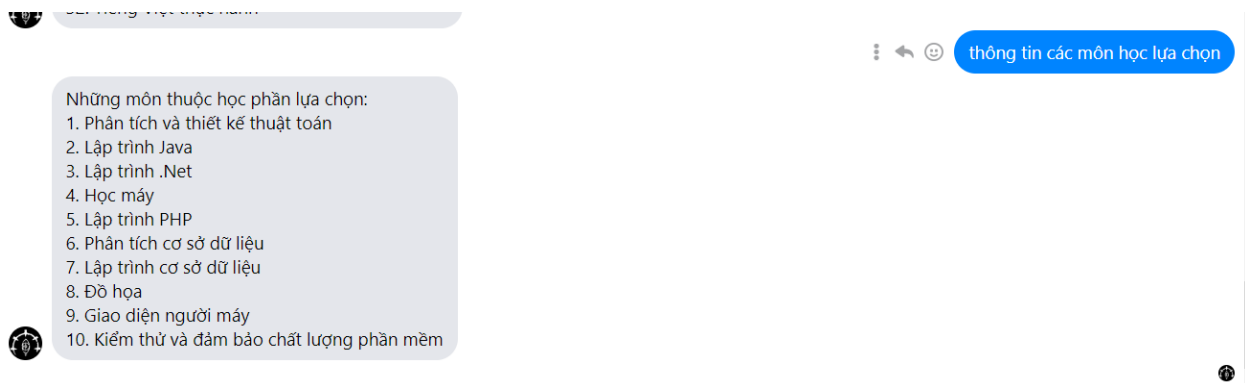 thông tin các môn học lựa chọn
Những môn thuộc học phần lựa chọn:
1. Phân tích và thiết kế thuật toán
2. Lập trình Java
3. Lập trình .Net
4. Học máy
5. Lập trình PHP
6. Phân tích cơ sở dữ liệu
7. Lập trình cơ sở dữ liệu
8. Đồ họa
9. Giao diện người máy
10. Kiểm thử và đảm bảo chất lượng phần mềm